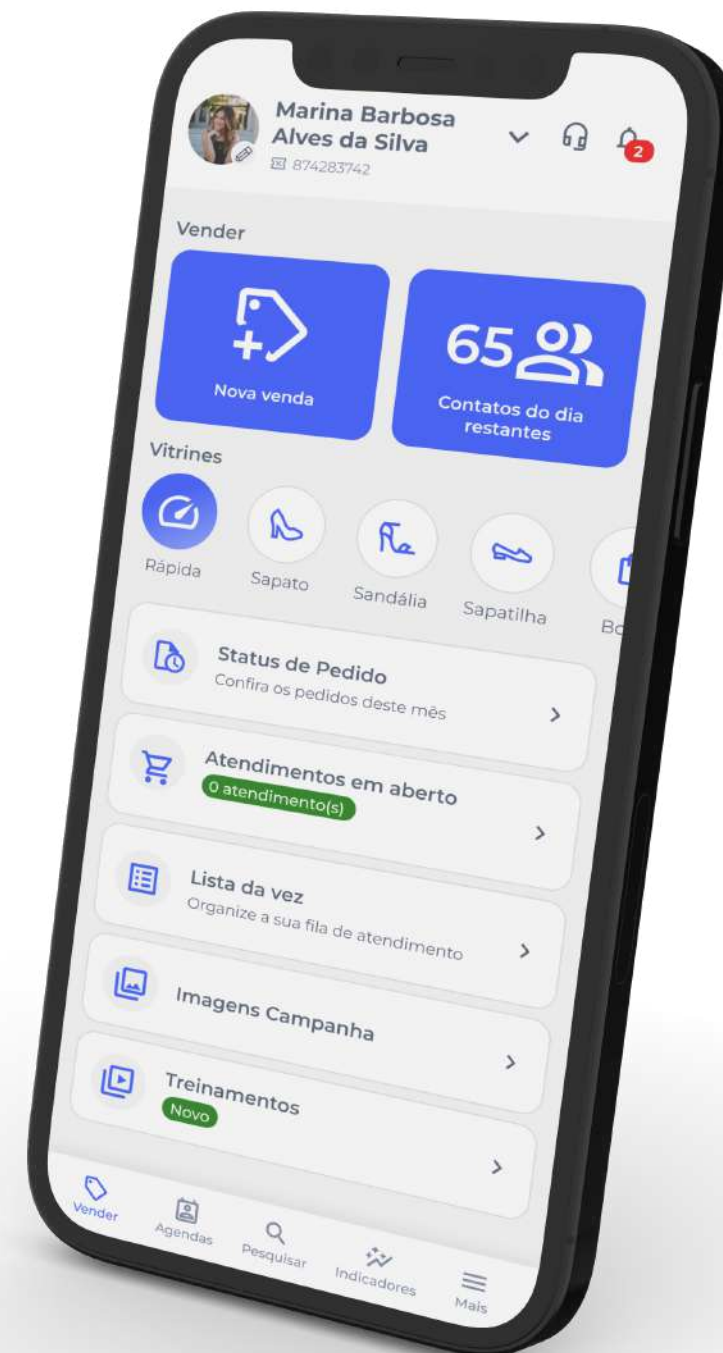 Marina Barbosa
Alves da Silva
874283742
2
Vender
Nova venda
65
Contatos do dia
restantes
Vitrines
Rápida
Sapato
Sandália
Sapatilha
Status de Pedido
Confira os pedidos deste mês
Atendimentos em aberto
0 atendimento(s)
Lista da vez
Organize a sua fila de atendimento
Imagens Campanha
Treinamentos
Novo
Vender
Agendas
Pesquisar
Indicadores
Mais